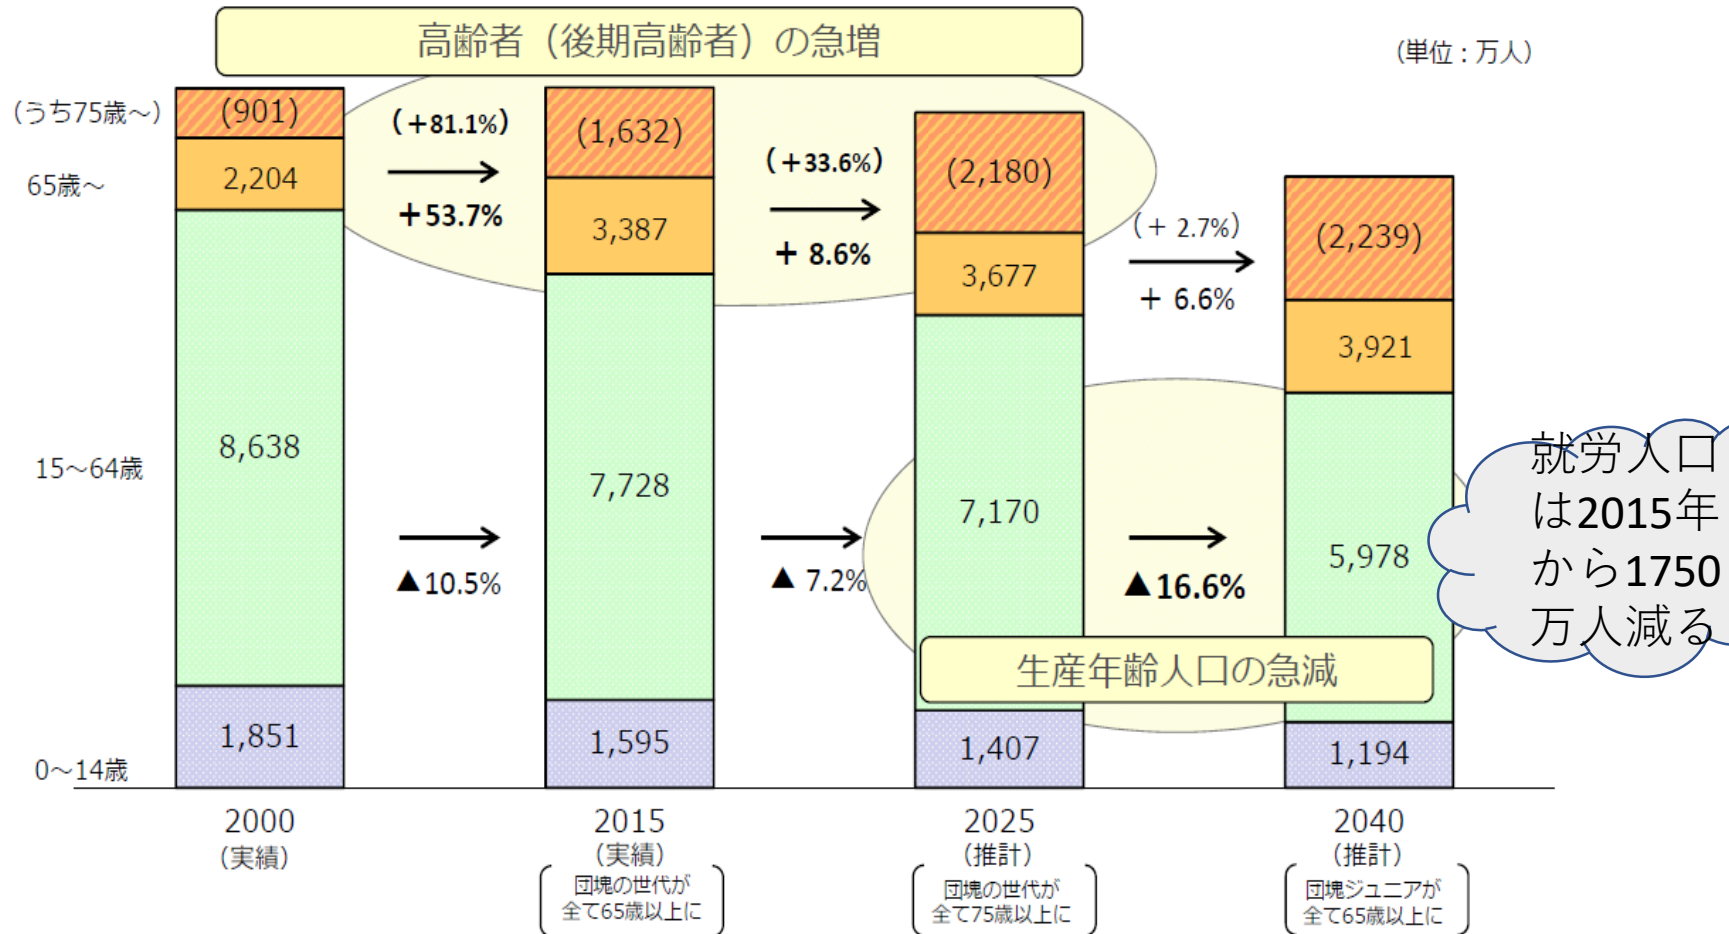 高齢者（後期高齢者）の急増
（単位：万人）
（うち75歳～）
65歳～
15～64歳
0～14歳
(901)
2,204
8,638
1,851
(+81.1%)
+53.7%
▲10.5%
(1,632)
3,387
7,728
1,595
(+33.6%)
+ 8.6%
▲ 7.2%
(2,180)
3,677
7,170
1,407
(+ 2.7%)
+ 6.6%
▲16.6%
(2,239)
3,921
5,978
1,194
生産年齢人口の急減
就労人口
は2015年
から1750
万人減る
2000
（実績）
2015
（実績）
団塊の世代が
全て65歳以上に
2025
（推計）
団塊の世代が
全て75歳以上に
2040
（推計）
団塊ジュニアが
全て65歳以上に